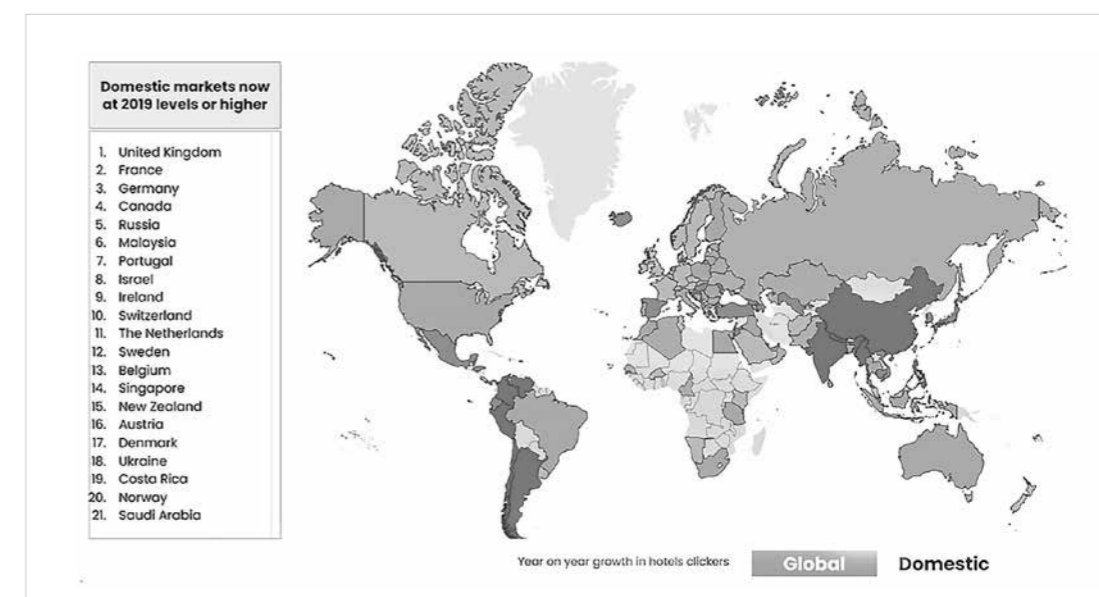 Domestic markets now
at 2019 levels or higher
1. United Kingdom
2. France
3. Germany
4. Canada
5. Russia
6. Malaysia
7. Portugal
8. Israel
9. Ireland
10. Switzerland
11. The Netherlands
12. Sweden
13. Belgium
14. Singapore
15. New Zealand
16. Austria
17. Denmark
18. Ukraine
19. Costa Rica
20. Norway
21. Saudi Arabia
Year on year growth in hotels clickers
Global
Domestic